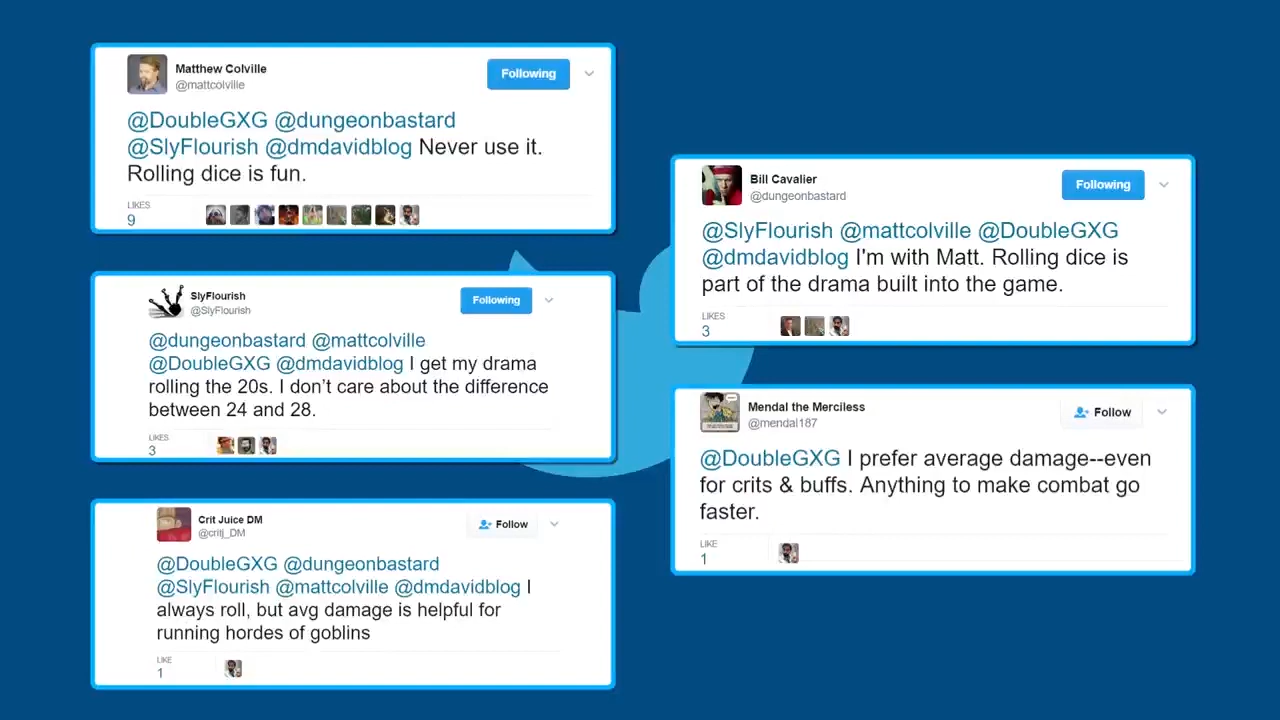 Matthew Colville
@mattcolville
Following
@DoubleGXG @dungeonbastard
@SlyFlourish @dmdavidblog Never use it.
Rolling dice is fun.
LIKES
9
SlyFlourish
@SlyFlourish
Following
@dungeonbastard @mattcolville
@DoubleGXG @dmdavidblog I get my drama
rolling the 20s. I don't care about the difference
between 24 and 28.
LIKES
3
Crit Juice DM
@critj_DM
Follow
@DoubleGXG @dungeonbastard
@SlyFlourish @mattcolville @dmdavidblog I
always roll, but avg damage is helpful for
running hordes of goblins
LIKE
1
Bill Cavalier
@dungeonbastard
Following
@SlyFlourish @mattcolville @DoubleGXG
@dmdavidblog I'm with Matt. Rolling dice is
part of the drama built into the game.
LIKES
3
Mendal the Merciless
@mendal187
Follow
@DoubleGXG I prefer average damage--even
for crits & buffs. Anything to make combat go
faster.
LIKE
1